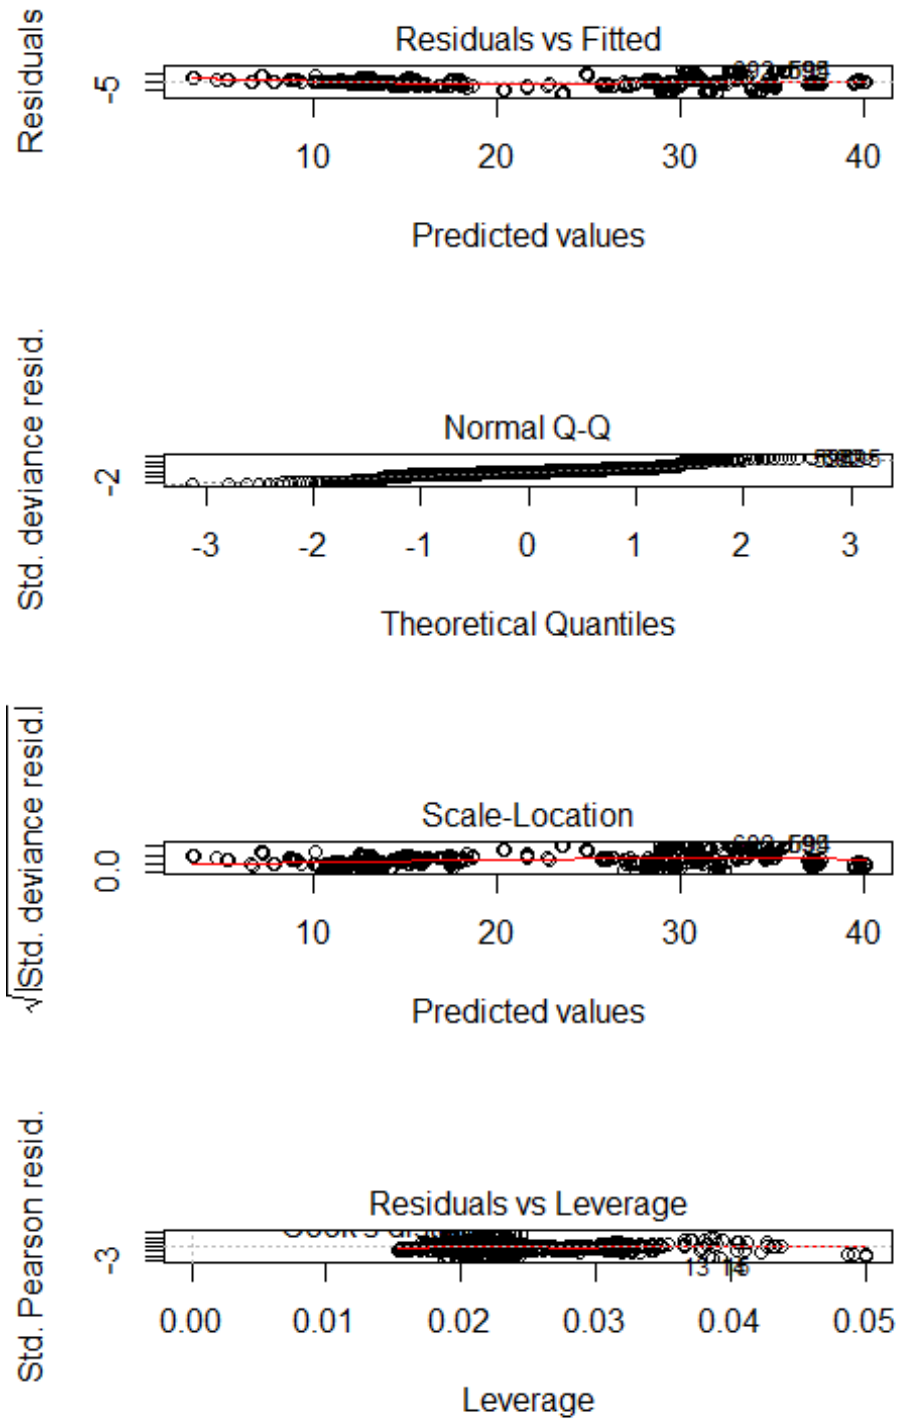 Residuals vs Fitted
Residuals
-5
10 20 30 40
Predicted values
Normal Q-Q
Std. deviance resid.
-2
-3 -2 -1 0 1 2 3
Theoretical Quantiles
Scale-Location
√|Std. deviance resid.|
0.0
10 20 30 40
Predicted values
Residuals vs Leverage
Std. Pearson resid.
-3
13
0.00 0.01 0.02 0.03 0.04 0.05
Leverage